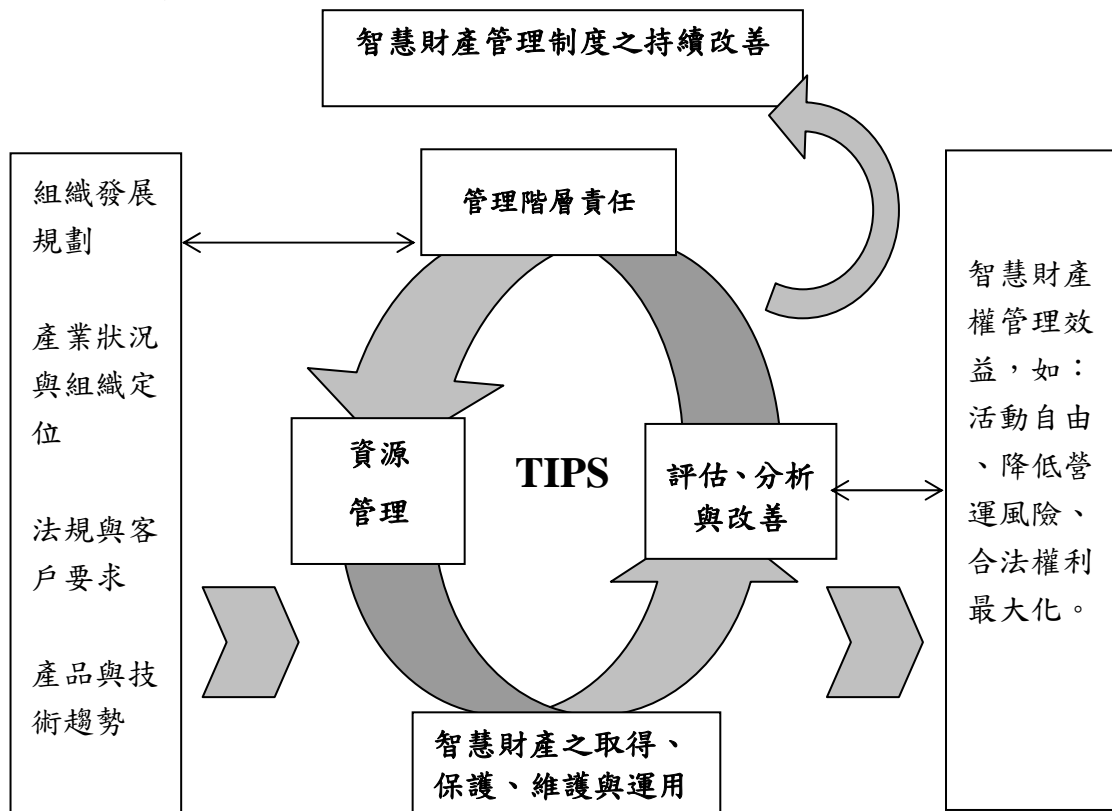 智慧財產管理制度之持續改善
管理階層責任
組織發展
規劃
產業狀況
與組織定
位
法規與客
戶要求
產品與技
術趨勢
資源
管理
TIPS
評估、分析
與改善
智慧財產之取得、
保護、維護與運用
智慧財產
權管理效
益，如：
活動自由
、降低營
運風險、
合法權利
最大化。